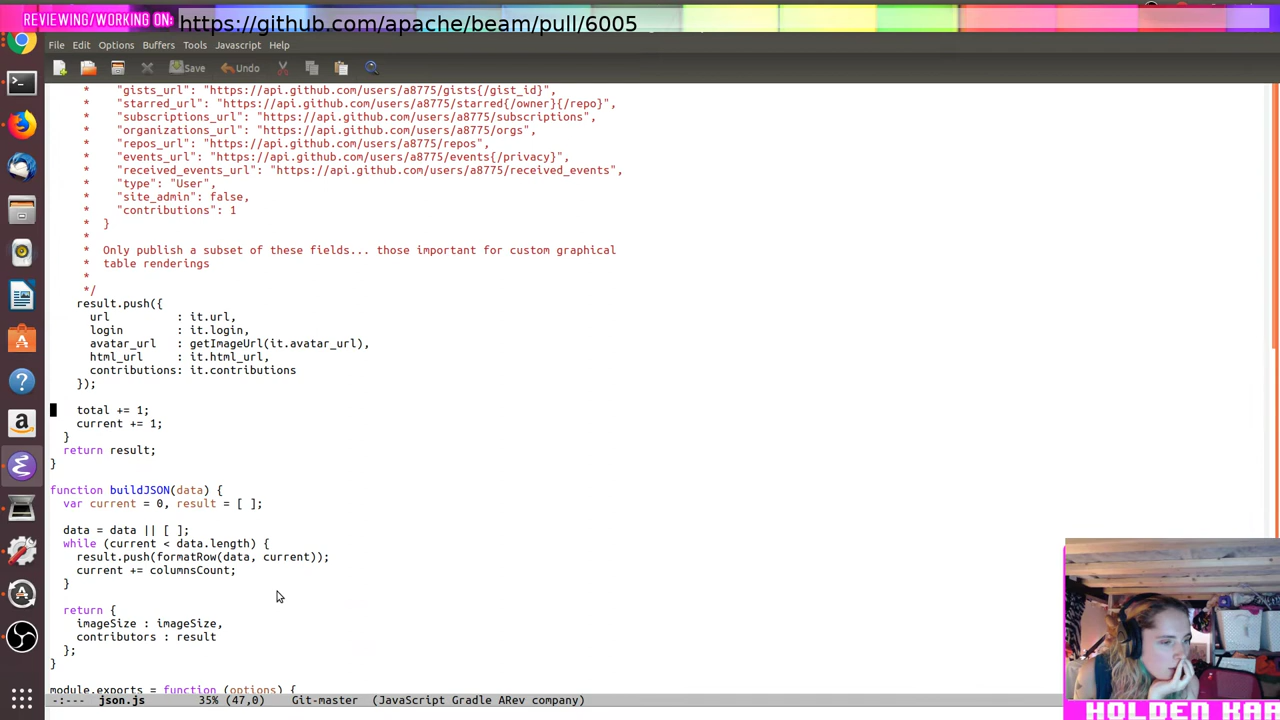 REVIEWING/WORKING ON: https://github.com/apache/beam/pull/6005
File Edit Options Buffers Tools Javascript Help
Save Undo
*    "gists_url": "https://api.github.com/users/a8775/gists{/gist_id}",
*    "starred_url": "https://api.github.com/users/a8775/starred{/owner}{/repo}",
*    "subscriptions_url": "https://api.github.com/users/a8775/subscriptions",
*    "organizations_url": "https://api.github.com/users/a8775/orgs",
*    "repos_url": "https://api.github.com/users/a8775/repos",
*    "events_url": "https://api.github.com/users/a8775/events{/privacy}",
*    "received_events_url": "https://api.github.com/users/a8775/received_events",
*    "type": "User",
*    "site_admin": false,
*    "contributions": 1
*  }
*
*  Only publish a subset of these fields... those important for custom graphical
*  table renderings
*
*/
result.push({
url          : it.url,
login        : it.login,
avatar_url   : getImageUrl(it.avatar_url),
html_url     : it.html_url,
contributions: it.contributions
});
total += 1;
current += 1;
}
return result;
}
function buildJSON(data) {
var current = 0, result = [ ];
data = data || [ ];
while (current < data.length) {
result.push(formatRow(data, current));
current += columnsCount;
}
return {
imageSize : imageSize,
contributors : result
};
}
module.exports = function (options) {
-:--- json.js 35% (47,0) Git-master (JavaScript Gradle ARev company)
HOLDEN KAR